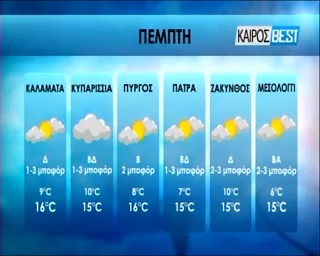 ΠΕΜΠΤΗ
ΚΑΙΡΟΣ BEST
ΚΑΛΑΜΑΤΑ ΚΥΠΑΡΙΣΣΙΑ ΠΥΡΓΟΣ ΠΑΤΡΑ ΖΑΚΥΝΘΟΣ ΜΕΣΟΛΟΓΓΙ
Δ ΒΔ Β ΒΔ Δ ΒΑ
1-3 μποφόρ 1-3 μποφόρ 2 μποφόρ 1-3 μποφόρ 2-3 μποφόρ 2-3 μποφόρ
9°C 10°C 8°C 7°C 10°C 6°C
16°C 15°C 16°C 15°C 15°C 15°C